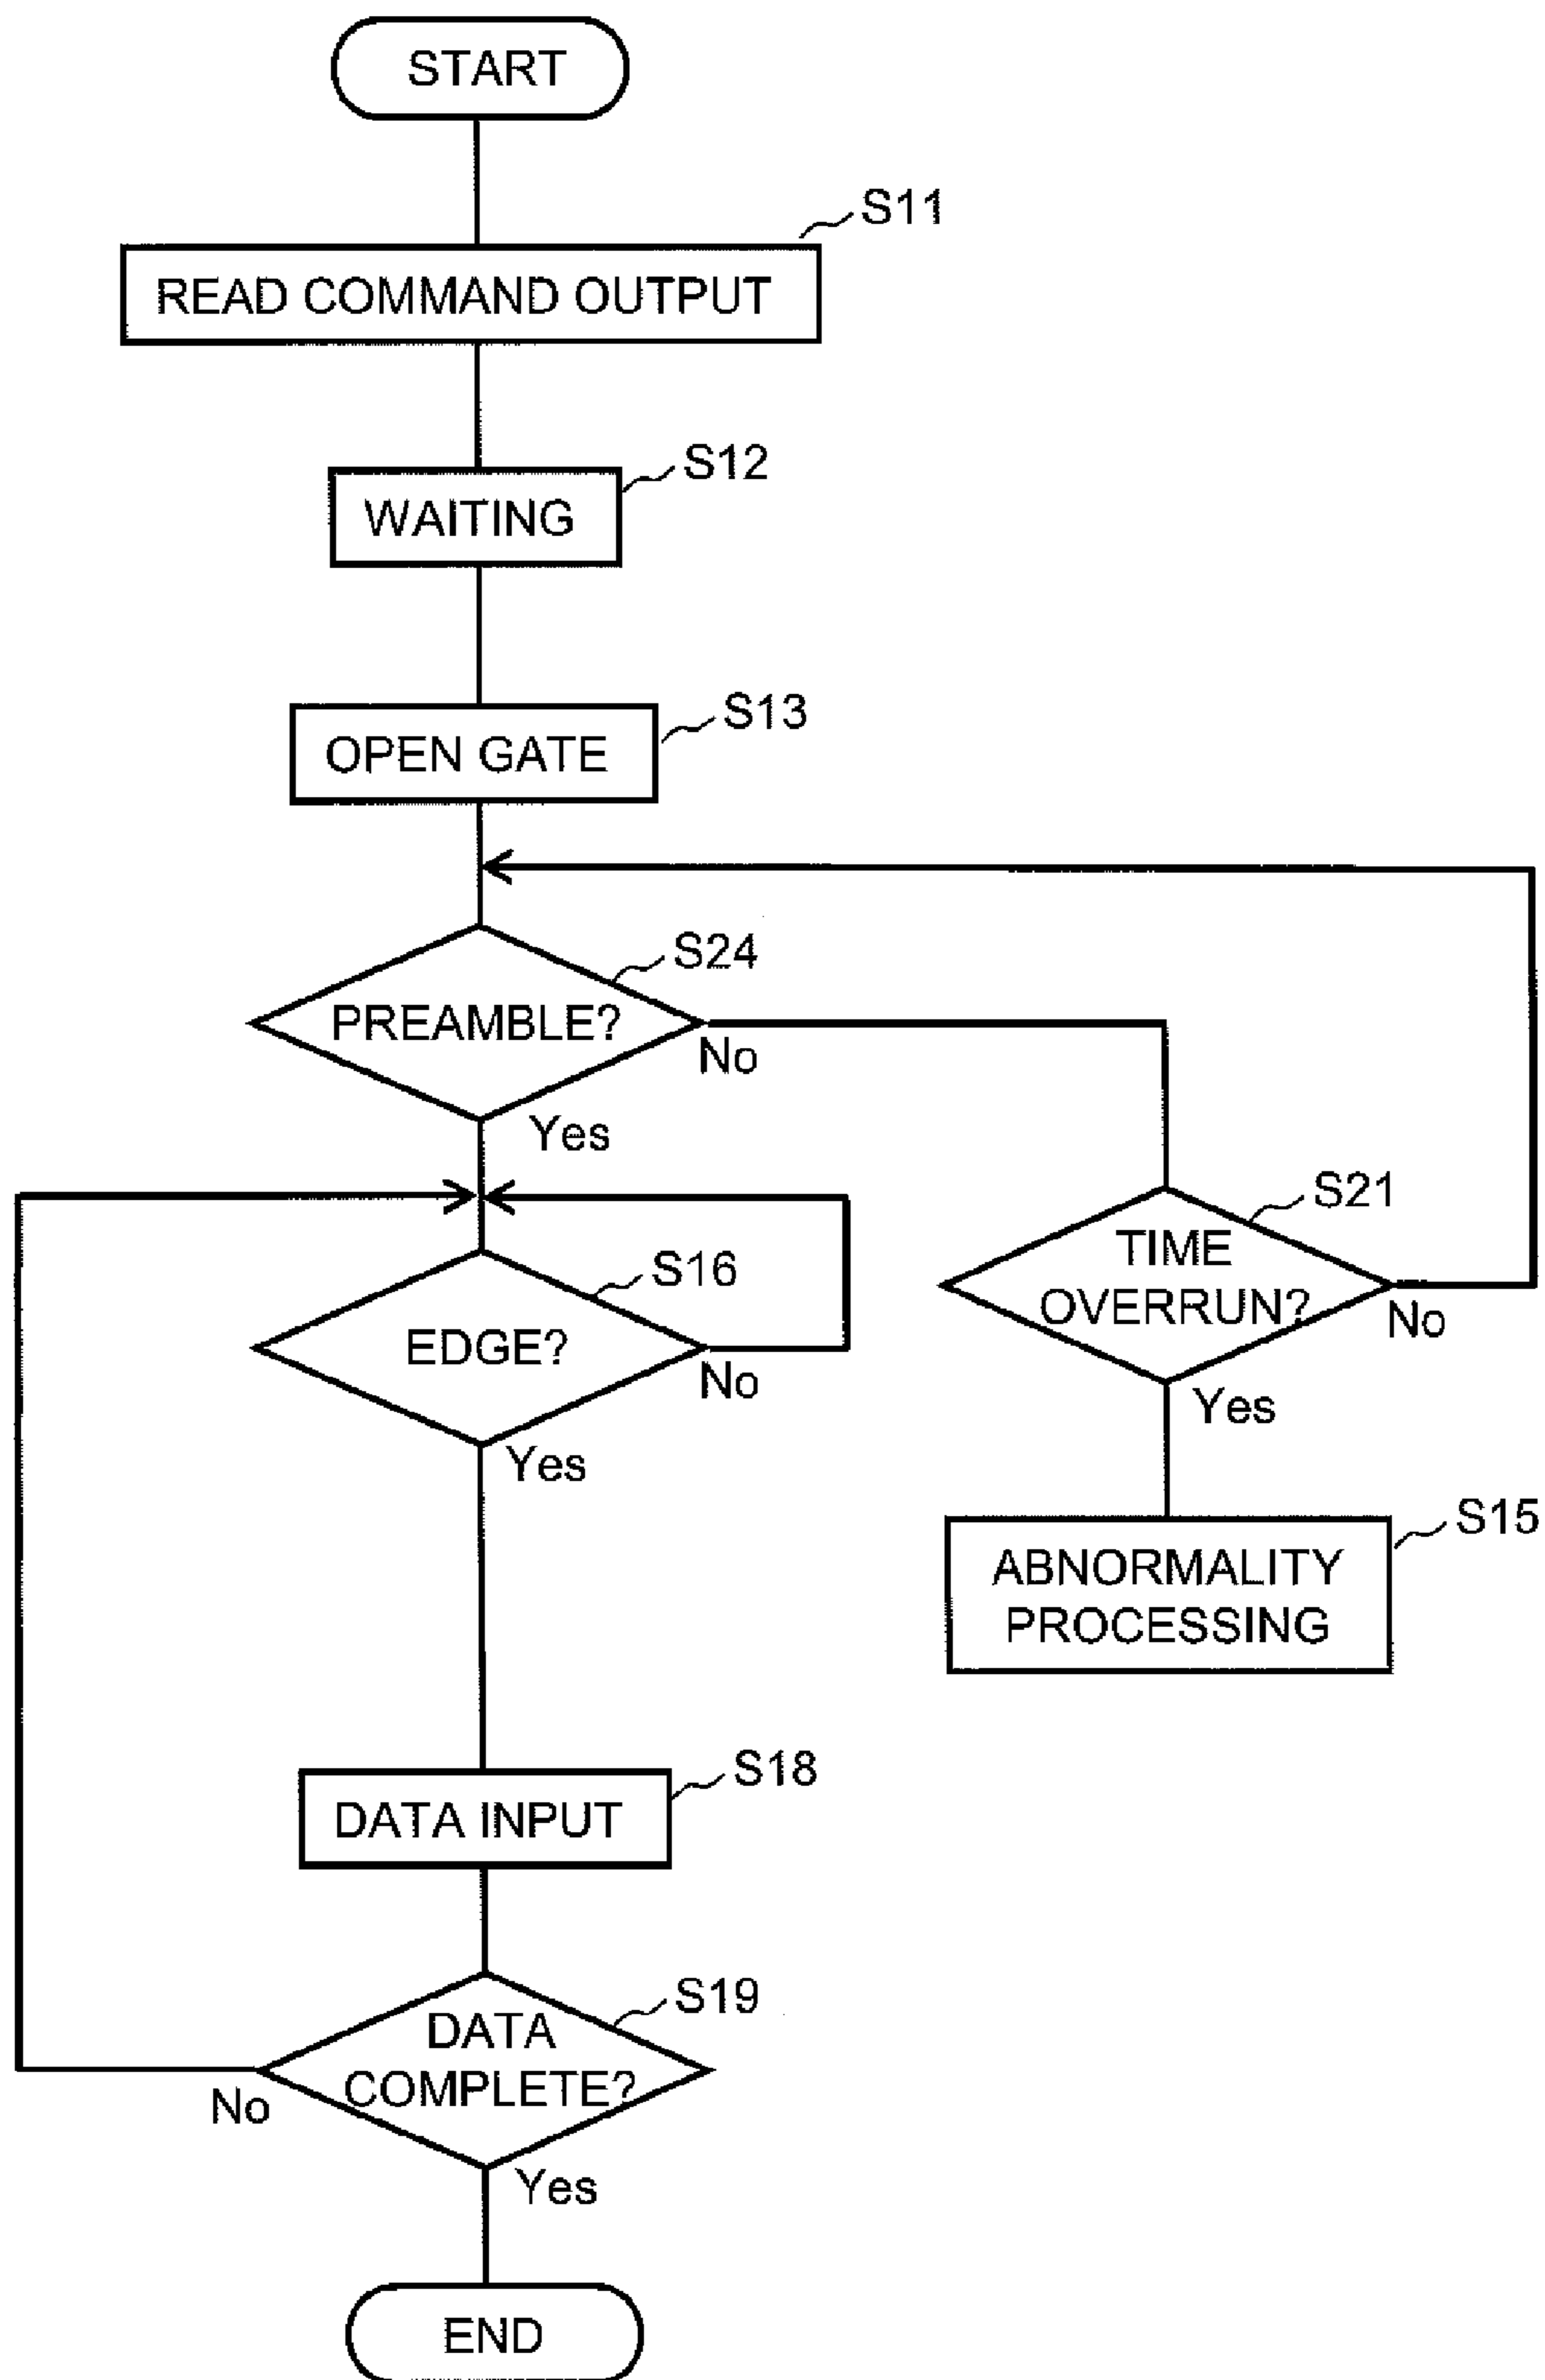 START
S11
READ COMMAND OUTPUT
S12
WAITING
S13
OPEN GATE
S24
PREAMBLE?
No
Yes
S21
TIME
OVERRUN?
No
Yes
S16
EDGE?
No
Yes
S15
ABNORMALITY
PROCESSING
S18
DATA INPUT
S19
DATA
COMPLETE?
No
Yes
END